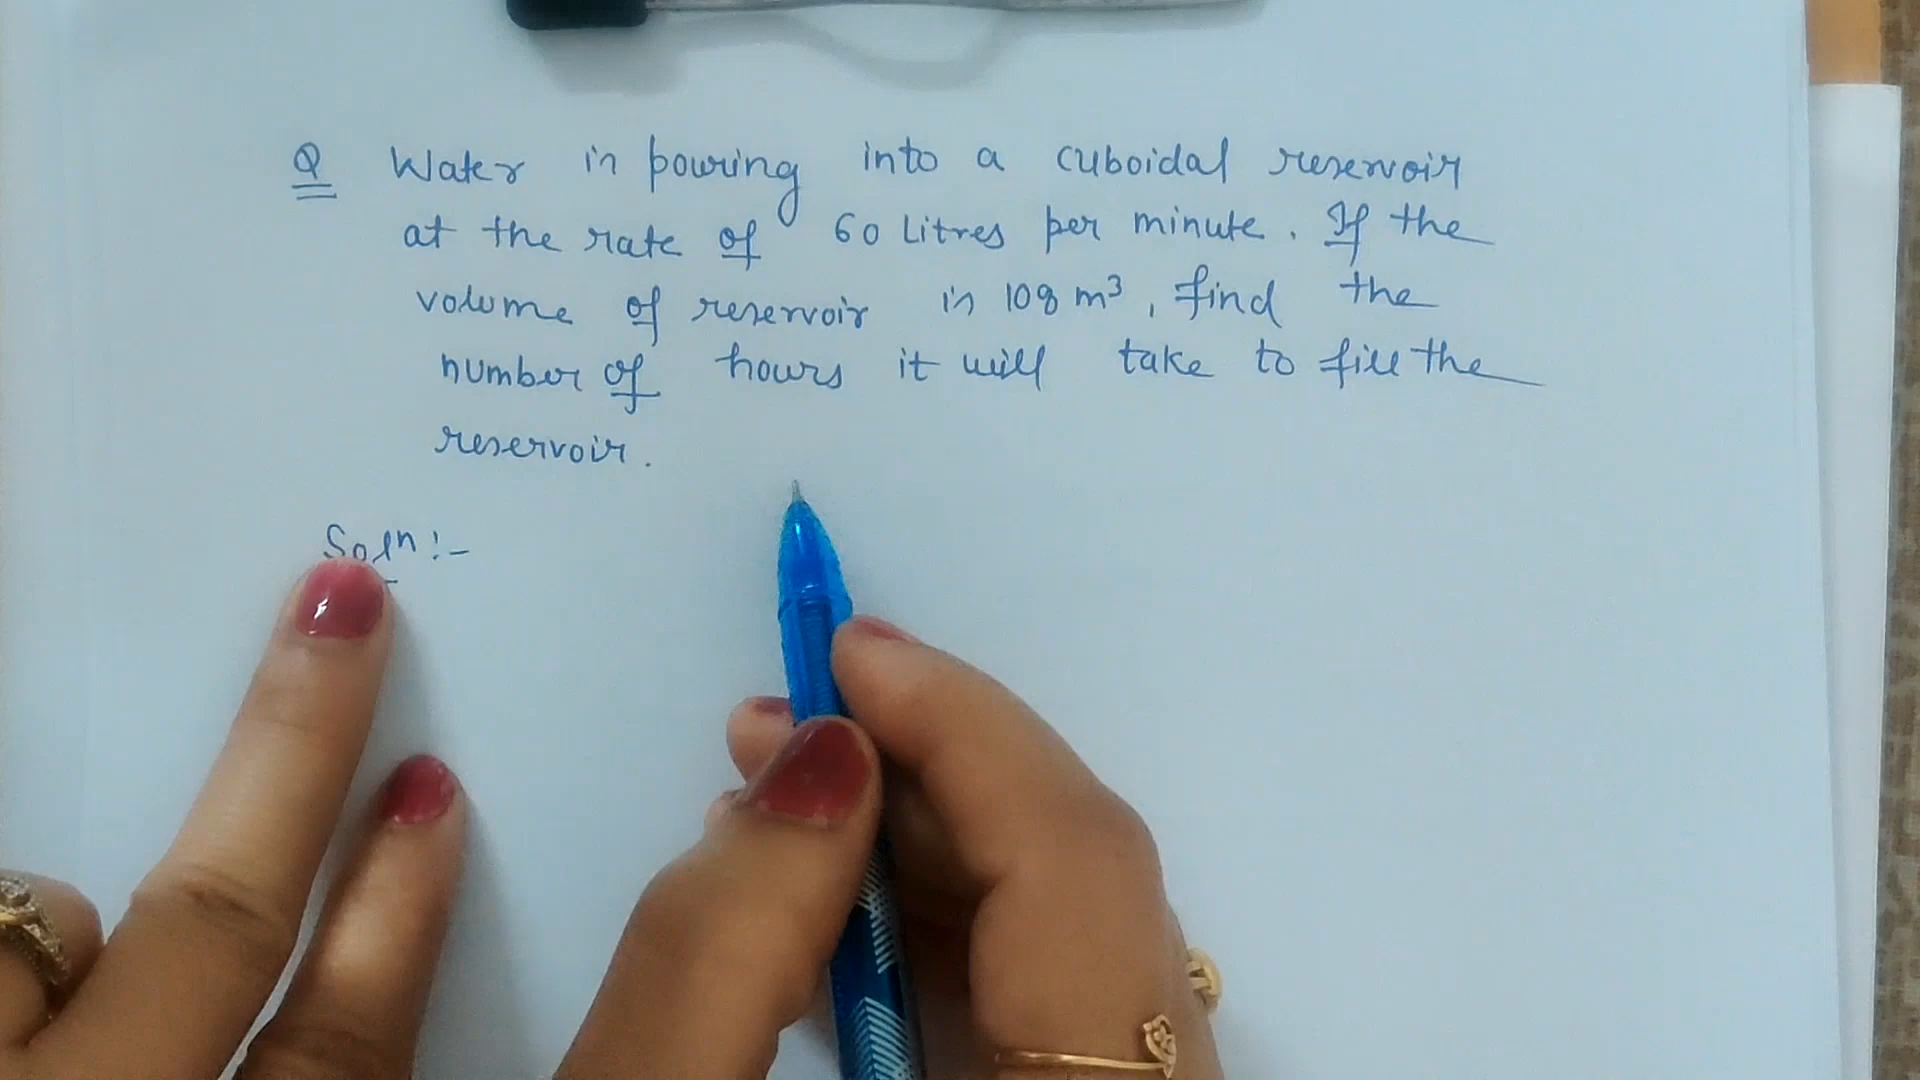 Q Water is pouring into a cuboidal reservoir
at the rate of 60 Litres per minute. If the
volume of reservoir is 108 m³, find the
number of hours it will take to fill the
reservoir.
Solⁿ :-